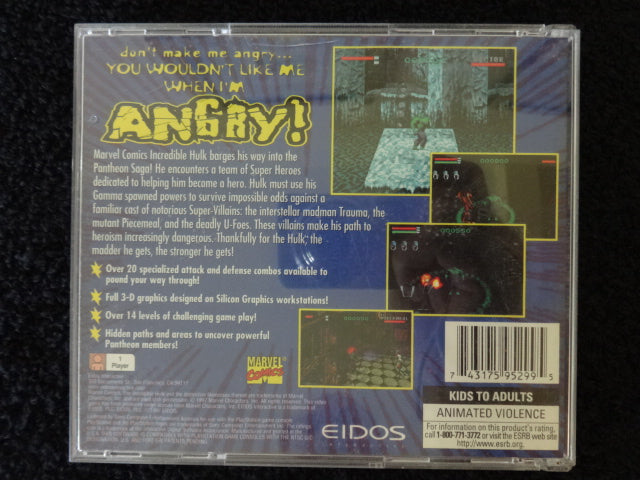 don't make me angry...
YOU WOULDN'T LIKE ME
WHEN I'M
ANGRY!
Marvel Comics Incredible Hulk barges his way into the
Pantheon Saga! He encounters a team of Super Heroes
dedicated to helping him become a hero. Hulk must use his
Gamma spawned powers to survive impossible odds against a
familiar cast of notorious Super-Villains: the interstellar madman Trauma, the
mutant Piecemeal, and the deadly U-Foes. These villains make his path to
heroism increasingly dangerous. Thankfully for the Hulk, the
madder he gets, the stronger he gets!
Over 20 specialized attack and defense combos available to
pound your way through!
Full 3-D graphics designed on Silicon Graphics workstations!
Over 14 levels of challenging game play!
Hidden paths and areas to uncover powerful
Pantheon members!
1
Player
MARVEL
COMICS
EIDOS
INTERACTIVE
7 43175 95299 5
KIDS TO ADULTS
ANIMATED VIOLENCE
For information on this product's rating,
call 1-800-771-3772 or visit the ESRB web site
http://www.esrb.org.